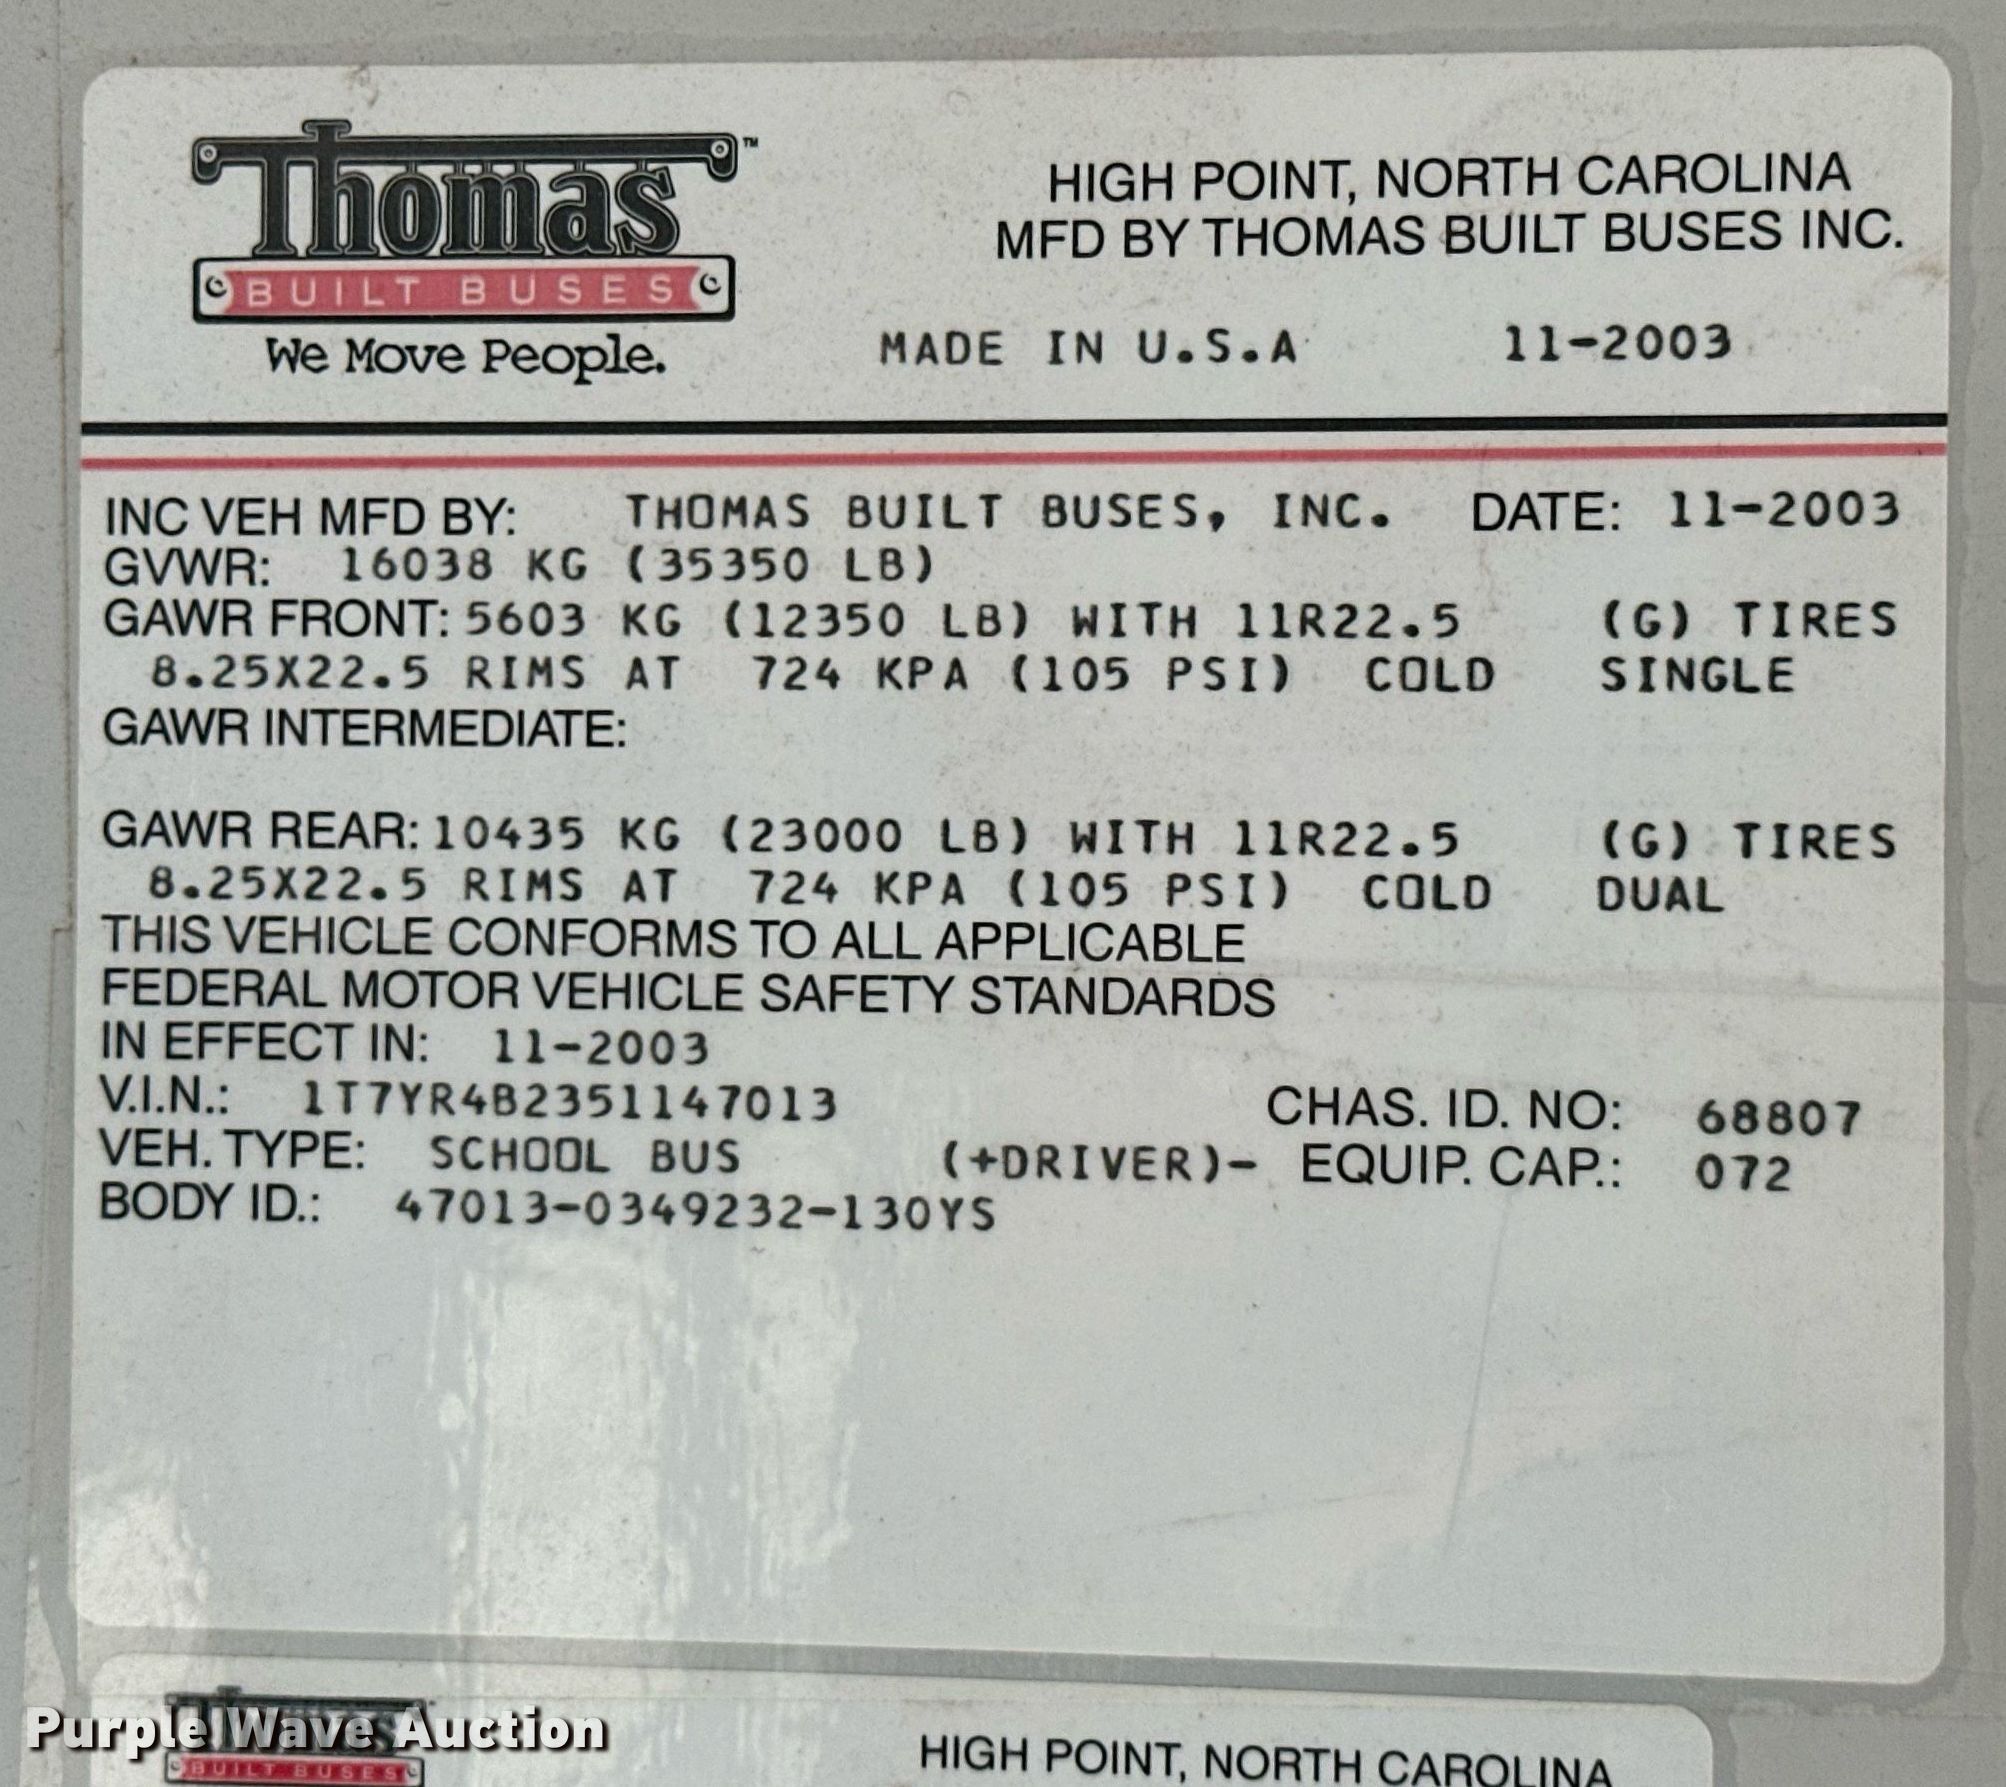 Thomas™
BUILT BUSES
We Move People.
HIGH POINT, NORTH CAROLINA
MFD BY THOMAS BUILT BUSES INC.
MADE IN U.S.A 11-2003
INC VEH MFD BY: THOMAS BUILT BUSES, INC. DATE: 11-2003
GVWR: 16038 KG (35350 LB)
GAWR FRONT: 5603 KG (12350 LB) WITH 11R22.5 (G) TIRES
8.25X22.5 RIMS AT 724 KPA (105 PSI) COLD SINGLE
GAWR INTERMEDIATE:
GAWR REAR: 10435 KG (23000 LB) WITH 11R22.5 (G) TIRES
8.25X22.5 RIMS AT 724 KPA (105 PSI) COLD DUAL
THIS VEHICLE CONFORMS TO ALL APPLICABLE
FEDERAL MOTOR VEHICLE SAFETY STANDARDS
IN EFFECT IN: 11-2003
V.I.N.: 1T7YR4B2351147013 CHAS. ID. NO: 68807
VEH. TYPE: SCHOOL BUS (+DRIVER)- EQUIP. CAP.: 072
BODY ID.: 47013-0349232-130YS
Thomas
BUILT BUSES
Purple Wave Auction
HIGH POINT, NORTH CAROLINA